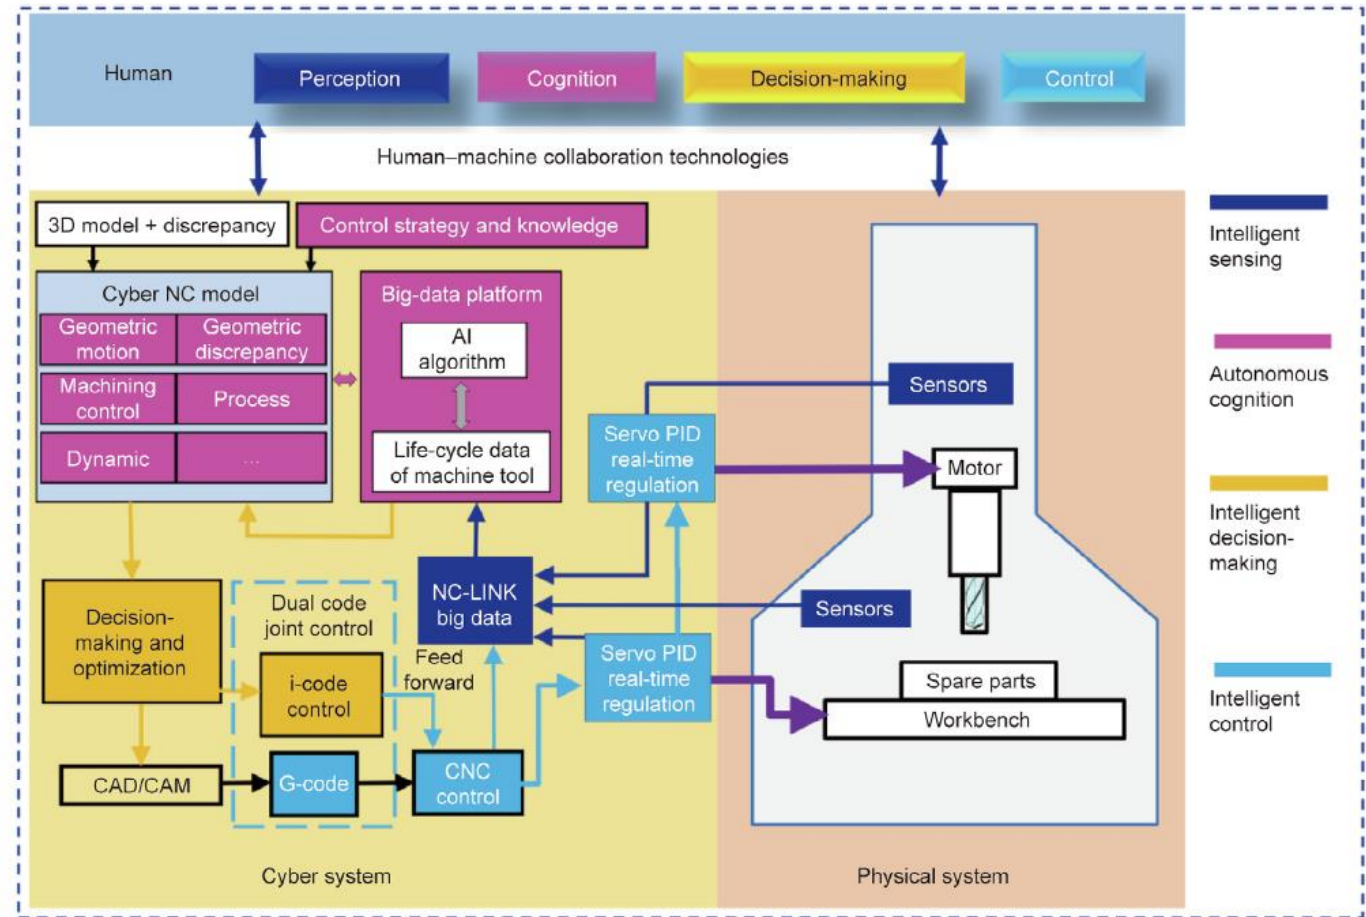 Human
Perception
Cognition
Decision-making
Control
Human–machine collaboration technologies
3D model + discrepancy
Control strategy and knowledge
Cyber NC model
Geometric
motion
Geometric
discrepancy
Machining
control
Process
Dynamic
...
Big-data platform
AI
algorithm
Life-cycle data
of machine tool
Servo PID
real-time
regulation
Sensors
Motor
NC-LINK
big data
Sensors
Decision-
making and
optimization
Dual code
joint control
i-code
control
Feed
forward
Servo PID
real-time
regulation
Spare parts
Workbench
CAD/CAM
G-code
CNC
control
Cyber system
Physical system
Intelligent
sensing
Autonomous
cognition
Intelligent
decision-
making
Intelligent
control